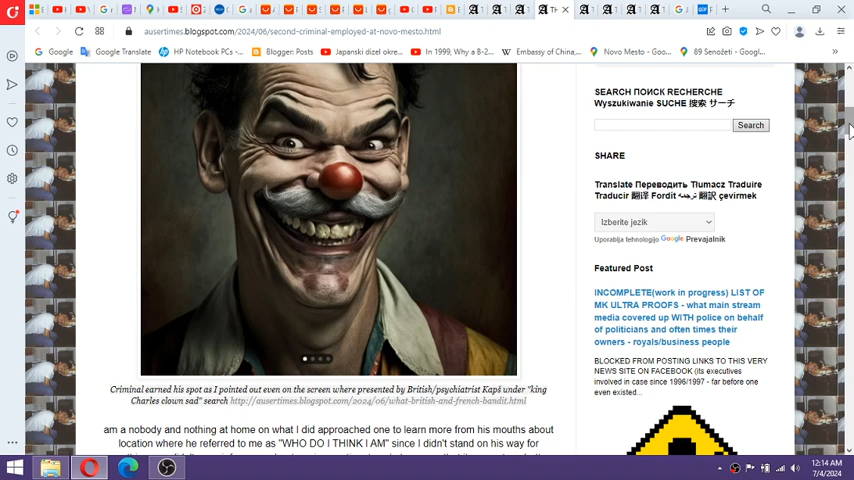 ausertimes.blogspot.com/2024/06/second-criminal-employed-at-novo-mesto.html
Google Google Translate HP Notebook PCs - ... Blogger: Posts Japanski dizel okre... In 1999, Why a B-2... Embassy of China,... Novo Mesto - Goo... 89 Šenožeti - Goog... »
SEARCH ПОИСК RECHERCHE
Wyszukiwanie SUCHE 搜索 サーチ
Search
SHARE
Translate Переводить Tłumacz Traduire
Traducir 翻译 Fordit ترجمه 翻訳 çevirmek
Izberite jezik
Uporablja tehnologijo Google Prevajalnik
Featured Post
INCOMPLETE(work in progress) LIST OF
MK ULTRA PROOFS - what main stream
media covered up WITH police on behalf
of politicians and often times their
owners - royals/business people
BLOCKED FROM POSTING LINKS TO THIS VERY
NEWS SITE ON FACEBOOK (its executives
involved in case since 1996/1997 - far before one
even existed...
Criminal earned his spot as I pointed out even on the screen where presented by British/psychiatrist Kapš under "king
Charles clown sad" search http://ausertimes.blogspot.com/2024/06/what-british-and-french-bandit.html
am a nobody and nothing at home on what I did approached one to learn more from his mouths about
location where he referred to me as "WHO DO I THINK I AM" since I didn't stand on his way for
12:14 AM
7/4/2024